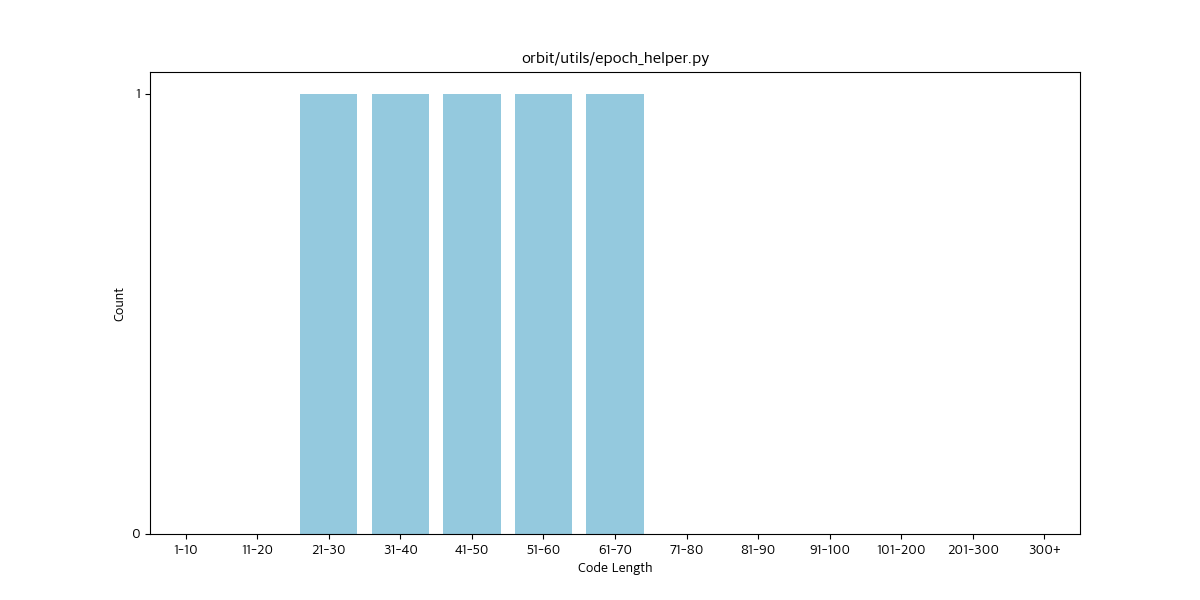 orbit/utils/epoch_helper.py
1
0
Count
1-10 11-20 21-30 31-40 41-50 51-60 61-70 71-80 81-90 91-100 101-200 201-300 300+
Code Length